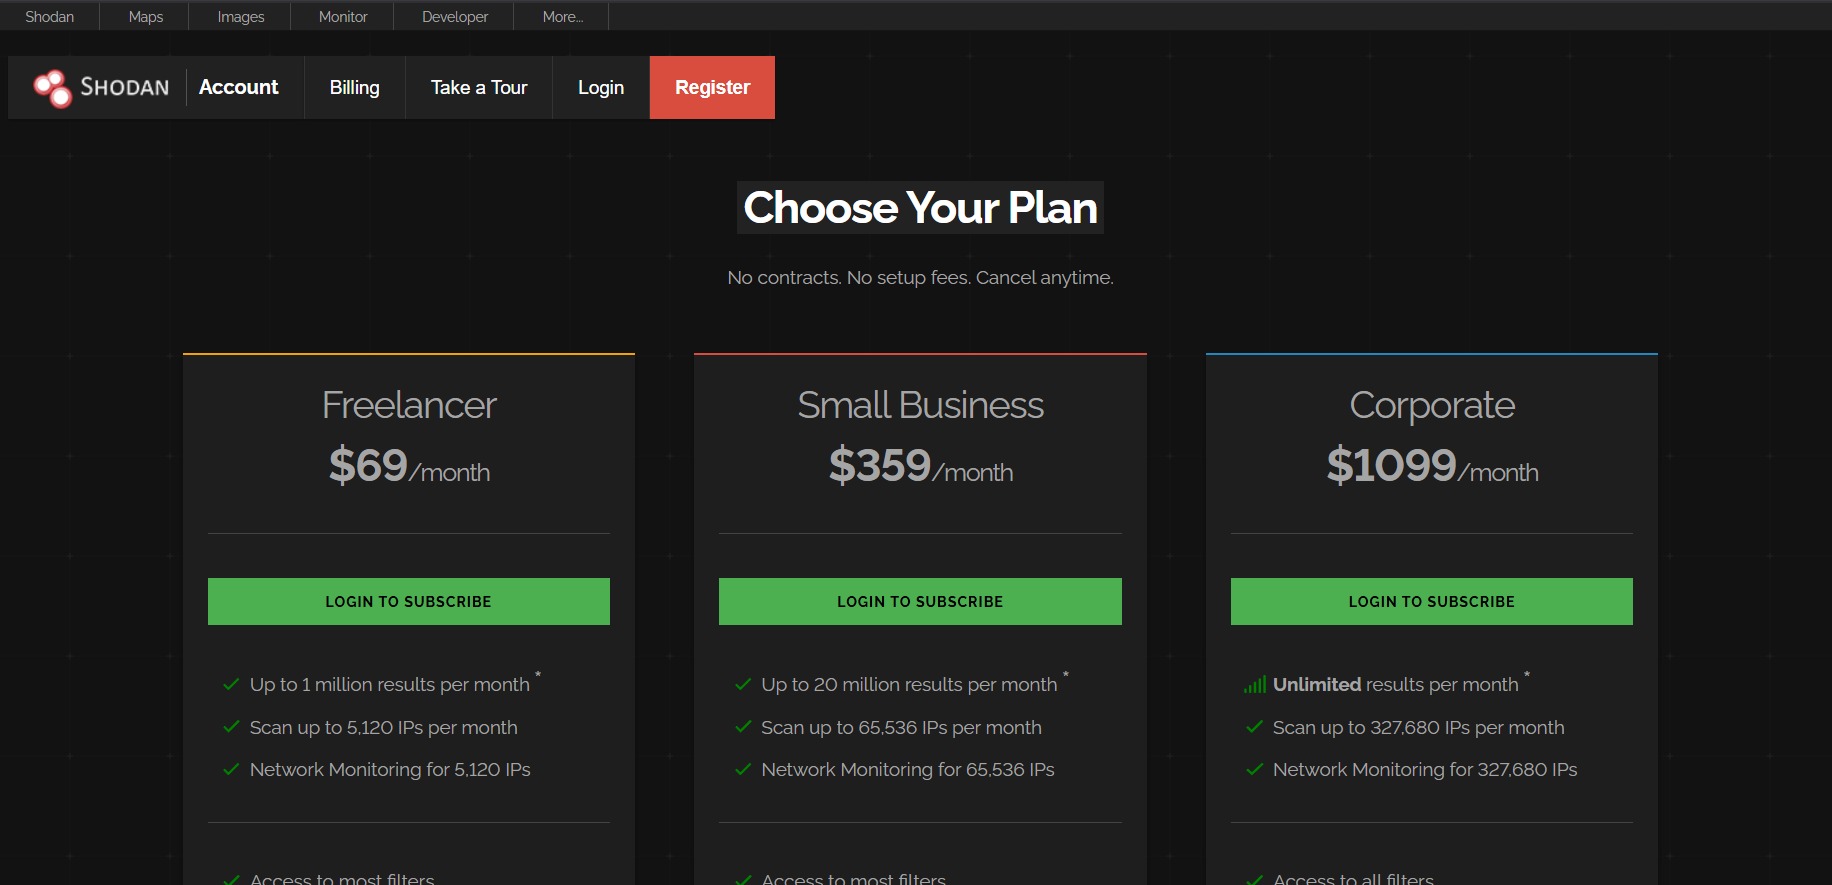 Shodan Maps Images Monitor Developer More...
SHODAN Account Billing Take a Tour Login Register
Choose Your Plan
No contracts. No setup fees. Cancel anytime.
Freelancer
$69/month
LOGIN TO SUBSCRIBE
Up to 1 million results per month *
Scan up to 5,120 IPs per month
Network Monitoring for 5,120 IPs
Access to most filters
Small Business
$359/month
LOGIN TO SUBSCRIBE
Up to 20 million results per month *
Scan up to 65,536 IPs per month
Network Monitoring for 65,536 IPs
Access to most filters
Corporate
$1099/month
LOGIN TO SUBSCRIBE
Unlimited results per month *
Scan up to 327,680 IPs per month
Network Monitoring for 327,680 IPs
Access to all filters